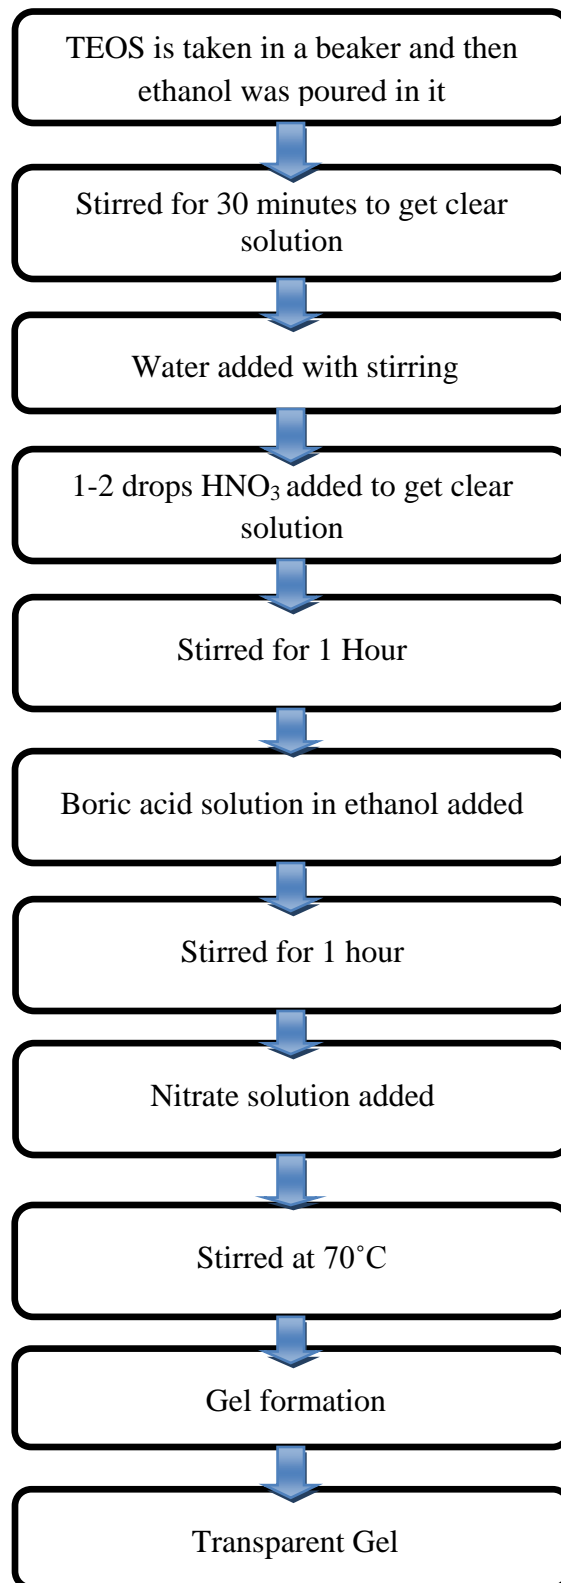 TEOS is taken in a beaker and then
ethanol was poured in it
Stirred for 30 minutes to get clear
solution
Water added with stirring
1-2 drops HNO₃ added to get clear
solution
Stirred for 1 Hour
Boric acid solution in ethanol added
Stirred for 1 hour
Nitrate solution added
Stirred at 70˚C
Gel formation
Transparent Gel